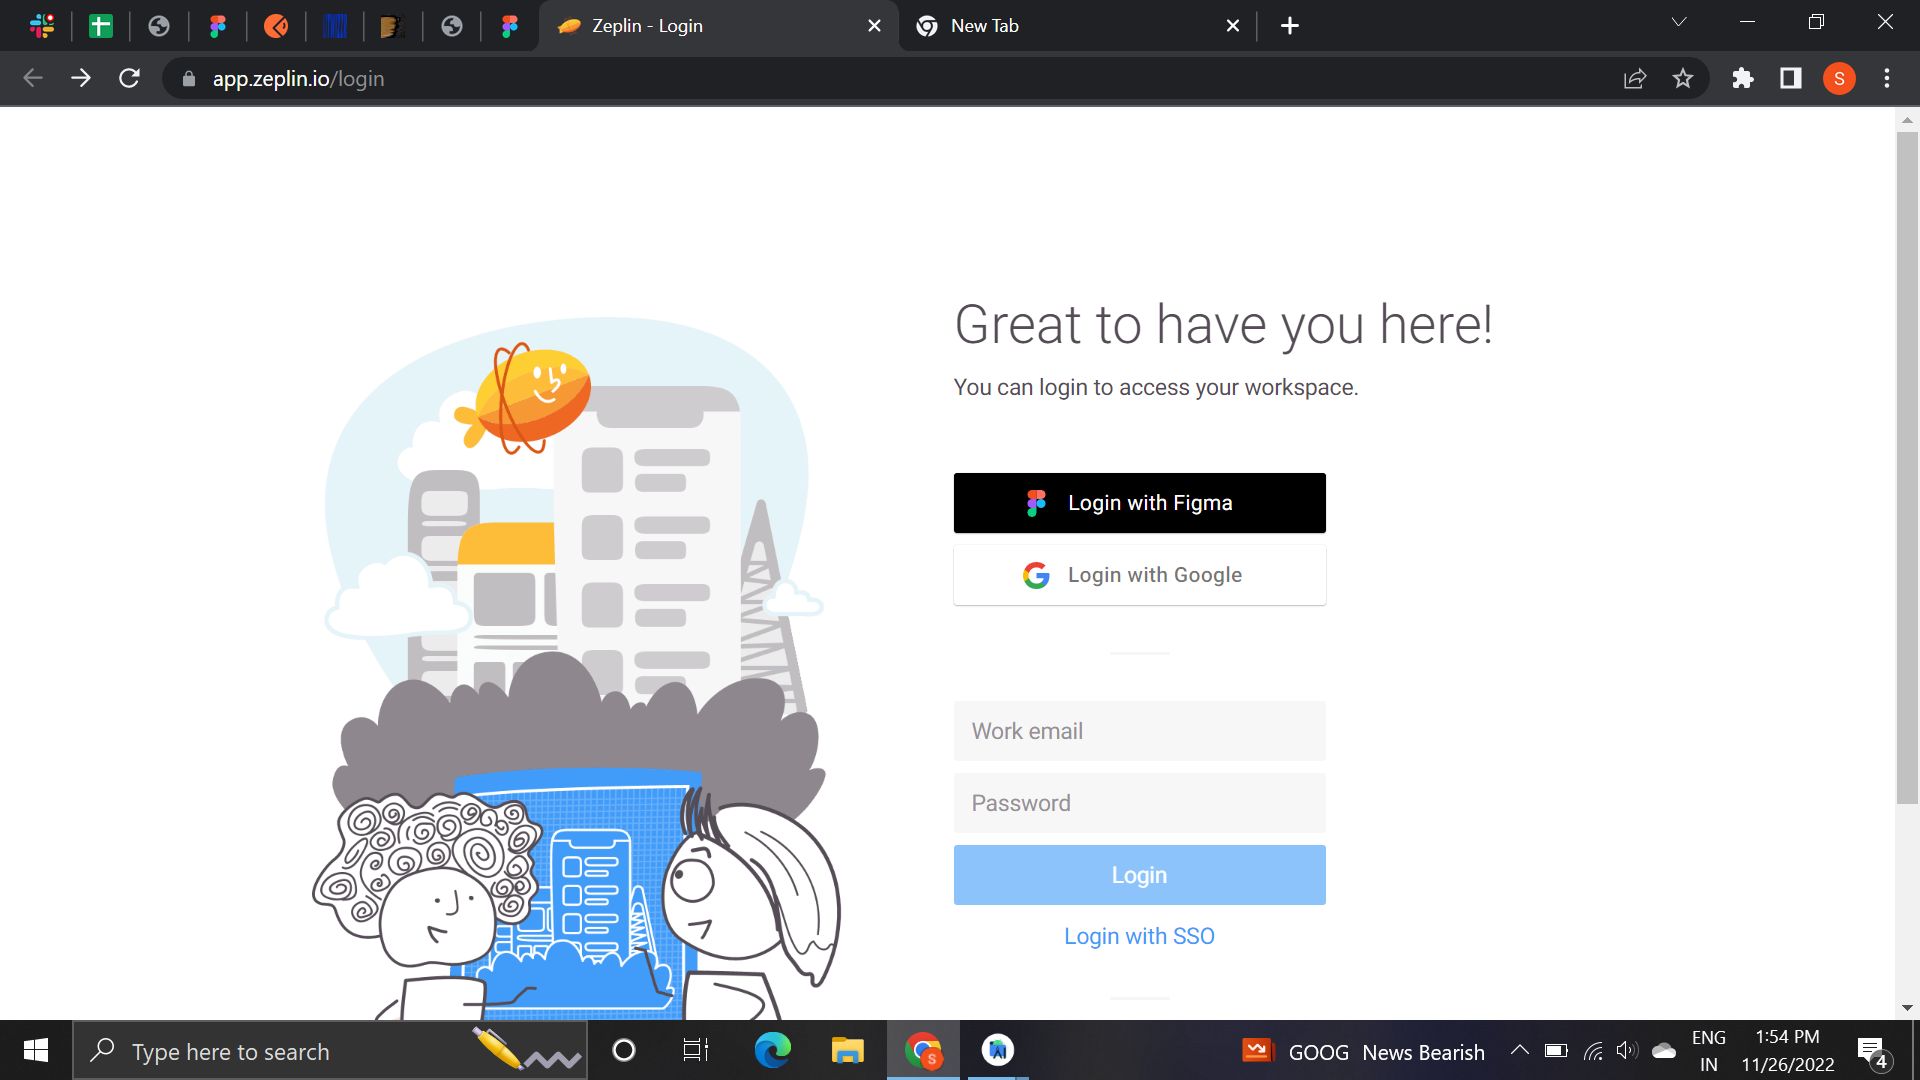 Zeplin - Login
New Tab
app.zeplin.io/login
S
Great to have you here!
You can login to access your workspace.
Login with Figma
Login with Google
Work email
Password
Login
Login with SSO
Type here to search
S
GOOG News Bearish
ENG
IN
1:54 PM
11/26/2022
4